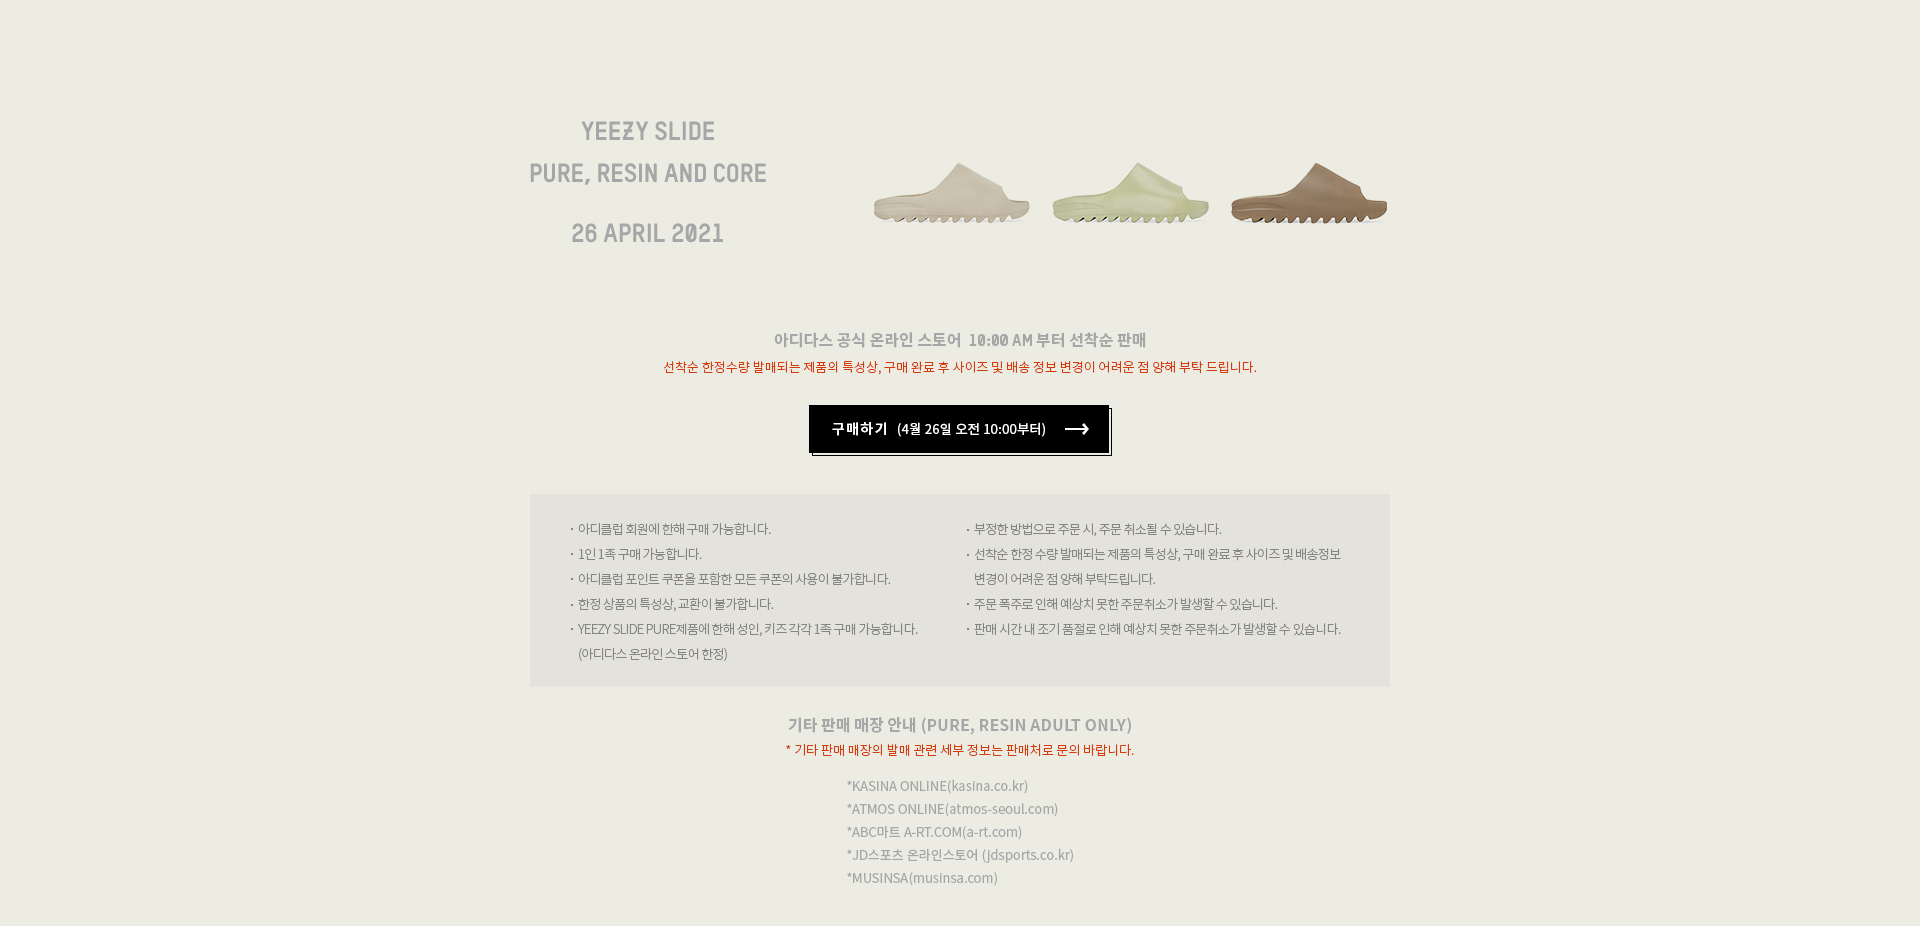 YEEZY SLIDE
PURE, RESIN AND CORE
26 APRIL 2021
아디다스 공식 온라인 스토어 10:00 AM 부터 선착순 판매
선착순 한정수량 발매되는 제품의 특성상, 구매 완료 후 사이즈 및 배송 정보 변경이 어려운 점 양해 부탁 드립니다.
구매하기 (4월 26일 오전 10:00부터)
· 아디클럽 회원에 한해 구매 가능합니다.
· 1인 1족 구매 가능합니다.
· 아디클럽 포인트 쿠폰을 포함한 모든 쿠폰의 사용이 불가합니다.
· 한정 상품의 특성상, 교환이 불가합니다.
· YEEZY SLIDE PURE제품에 한해 성인, 키즈 각각 1족 구매 가능합니다.
(아디다스 온라인 스토어 한정)
· 부정한 방법으로 주문 시, 주문 취소될 수 있습니다.
· 선착순 한정 수량 발매되는 제품의 특성상, 구매 완료 후 사이즈 및 배송정보
변경이 어려운 점 양해 부탁드립니다.
· 주문 폭주로 인해 예상치 못한 주문취소가 발생할 수 있습니다.
· 판매 시간 내 조기 품절로 인해 예상치 못한 주문취소가 발생할 수 있습니다.
기타 판매 매장 안내 (PURE, RESIN ADULT ONLY)
* 기타 판매 매장의 발매 관련 세부 정보는 판매처로 문의 바랍니다.
*KASINA ONLINE(kasina.co.kr)
*ATMOS ONLINE(atmos-seoul.com)
*ABC마트 A-RT.COM(a-rt.com)
*JD스포츠 온라인스토어 (jdsports.co.kr)
*MUSINSA(musinsa.com)